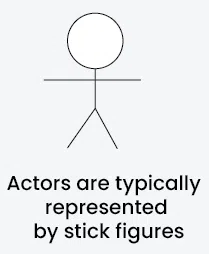 Actors are typically
represented
by stick figures